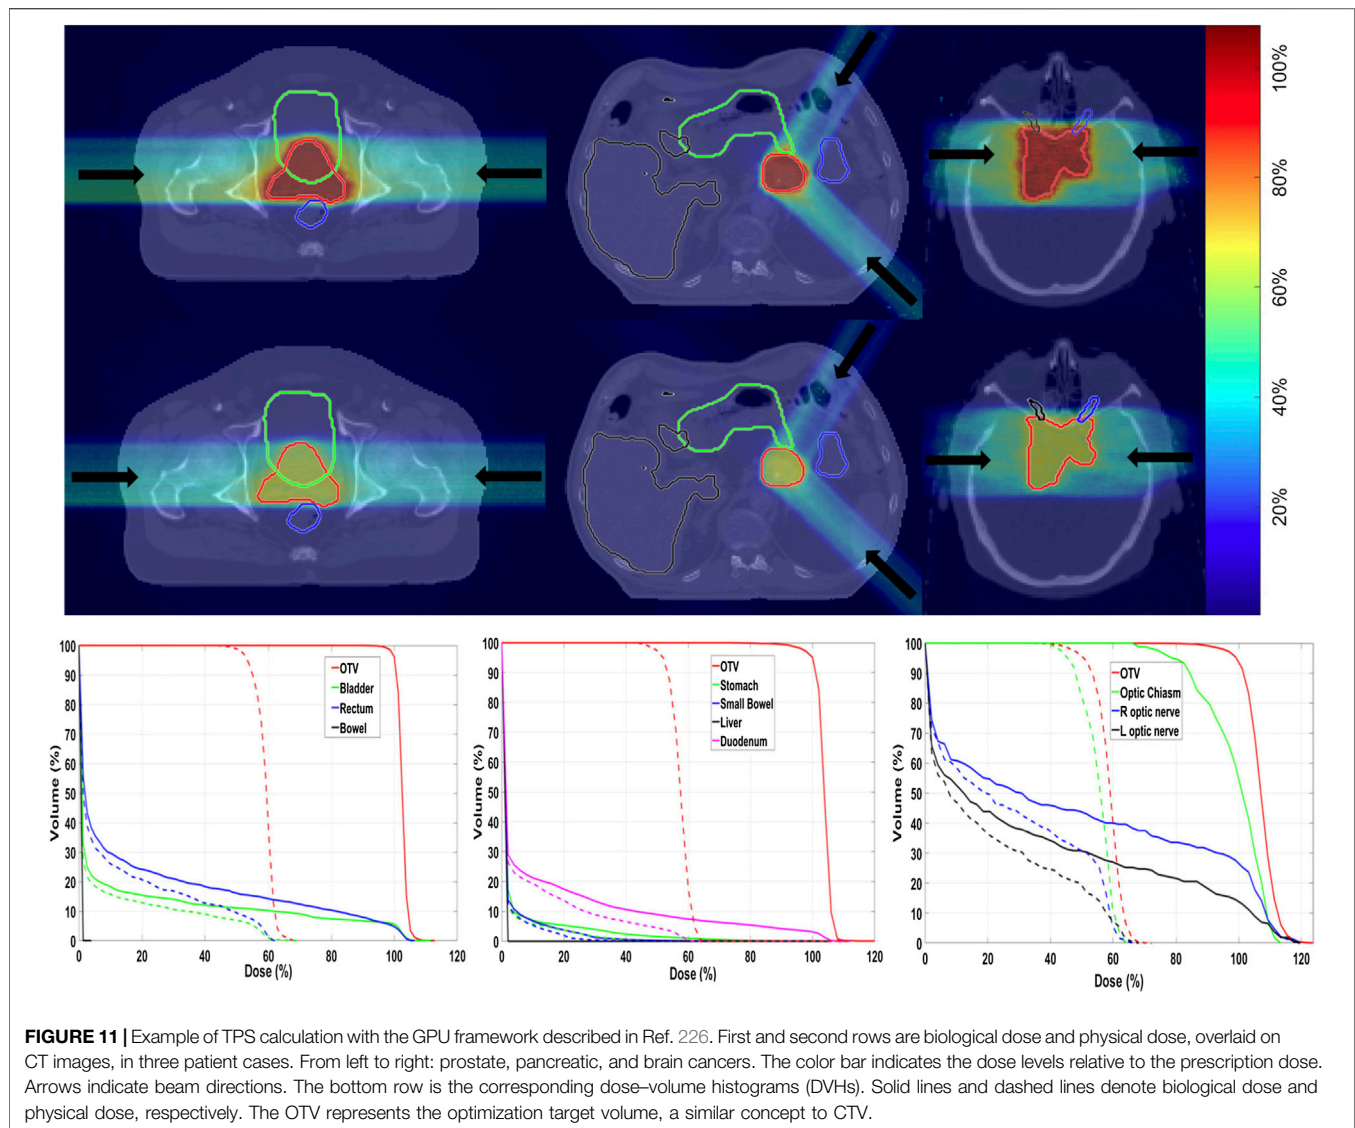 100%
80%
60%
40%
20%
100
90
80
70
60
50
40
30
20
10
0
Volume (%)
0 20 40 60 80 100 120
Dose (%)
OTV
Bladder
Rectum
Bowel
100
90
80
70
60
50
40
30
20
10
0
Volume (%)
0 20 40 60 80 100 120
Dose (%)
OTV
Stomach
Small Bowel
Liver
Duodenum
100
90
80
70
60
50
40
30
20
10
0
Volume (%)
0 20 40 60 80 100 120
Dose (%)
OTV
Optic Chiasm
R optic nerve
L optic nerve
FIGURE 11 | Example of TPS calculation with the GPU framework described in Ref. 226. First and second rows are biological dose and physical dose, overlaid on
CT images, in three patient cases. From left to right: prostate, pancreatic, and brain cancers. The color bar indicates the dose levels relative to the prescription dose.
Arrows indicate beam directions. The bottom row is the corresponding dose–volume histograms (DVHs). Solid lines and dashed lines denote biological dose and
physical dose, respectively. The OTV represents the optimization target volume, a similar concept to CTV.